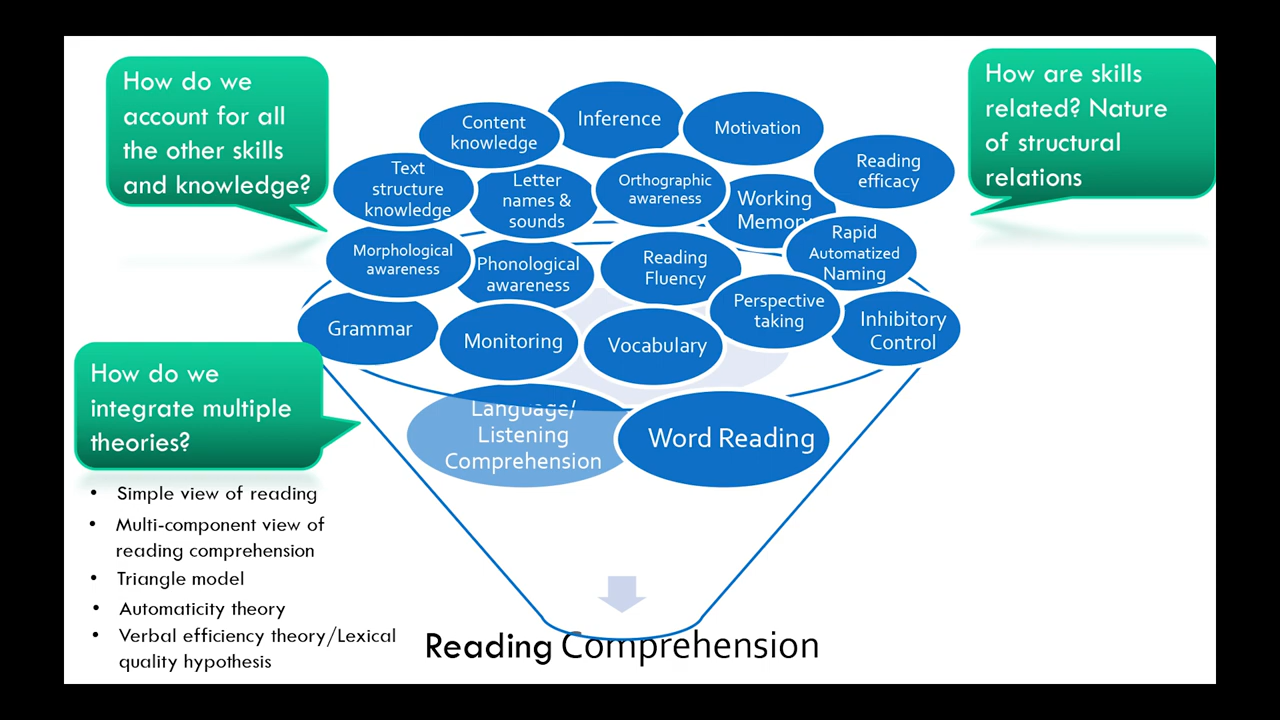 How do we
account for all
the other skills
and knowledge?
How are skills
related? Nature
of structural
relations
Inference
Content
knowledge
Motivation
Reading
efficacy
Text
structure
knowledge
Letter
names &
sounds
Orthographic
awareness
Working
Memory
Rapid
Automatized
Naming
Morphological
awareness
Phonological
awareness
Reading
Fluency
Perspective
taking
Inhibitory
Control
Grammar
Monitoring
Vocabulary
Language/
Listening
Comprehension
Word Reading
How do we
integrate multiple
theories?
• Simple view of reading
• Multi-component view of
reading comprehension
• Triangle model
• Automaticity theory
• Verbal efficiency theory/Lexical
quality hypothesis
Reading Comprehension